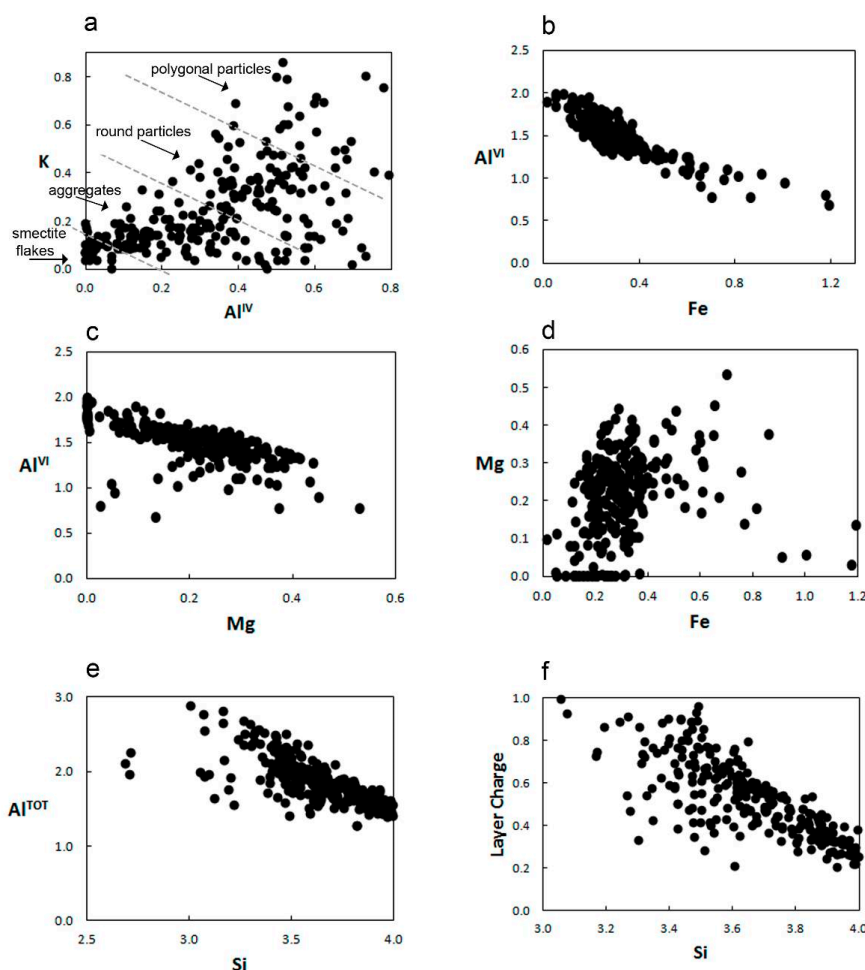 a
polygonal particles
round particles
aggregates
smectite
flakes
K
0.8
0.6
0.4
0.2
0.0
0.0 0.2 0.4 0.6 0.8
Al^IV
b
2.5
2.0
1.5
1.0
0.5
0.0
Al^VI
0.0 0.4 0.8 1.2
Fe
c
2.5
2.0
1.5
1.0
0.5
0.0
Al^VI
0.0 0.2 0.4 0.6
Mg
d
0.6
0.5
0.4
0.3
0.2
0.1
0.0
Mg
0.0 0.2 0.4 0.6 0.8 1.0 1.2
Fe
e
3.0
2.0
1.0
0.0
Al^TOT
2.5 3.0 3.5 4.0
Si
f
1.0
0.8
0.6
0.4
0.2
0.0
Layer Charge
3.0 3.2 3.4 3.6 3.8 4.0
Si